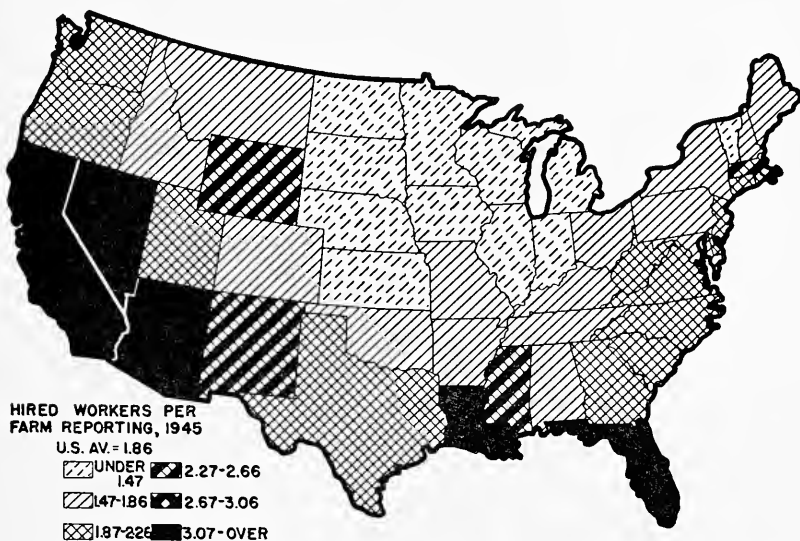 HIRED WORKERS PER
FARM REPORTING, 1945
U.S. AV. = 1.86
UNDER 1.47
2.27-2.66
1.47-1.86
2.67-3.06
1.87-2.26
3.07-OVER